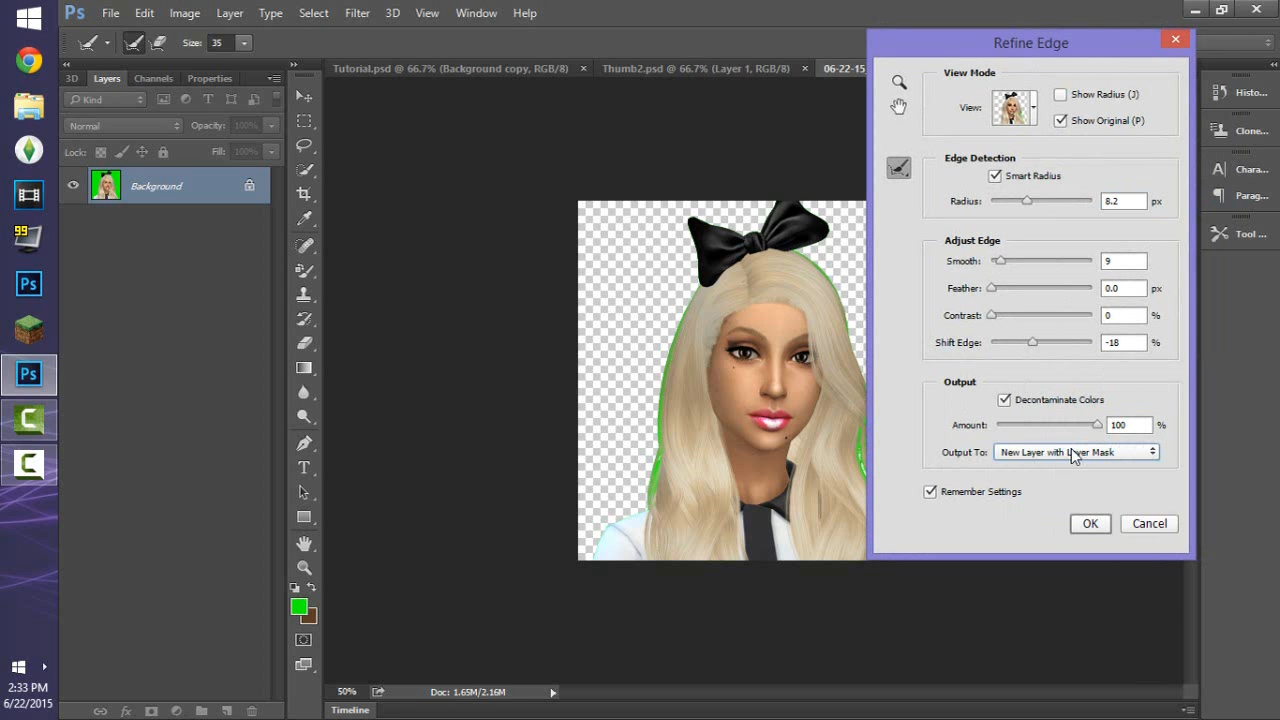 Ps File Edit Image Layer Type Select Filter 3D View Window Help
Size: 35
Refine Edge
Tutorial.psd @ 66.7% (Background copy, RGB/8) × Thumb2.psd @ 66.7% (Layer 1, RGB/8) × 06-22-15
3D Layers Channels Properties
Kind
Normal Opacity: 100%
Lock: Fill: 100%
Background
View Mode
View:
Show Radius (J)
Show Original (P)
Edge Detection
Smart Radius
Radius: 8.2 px
Adjust Edge
Smooth: 9
Feather: 0.0 px
Contrast: 0 %
Shift Edge: -18 %
Output
Decontaminate Colors
Amount: 100 %
Output To: New Layer with Layer Mask
Remember Settings
OK Cancel
Histo...
Clone...
Chara...
Parag...
Tool ...
99
Ps
Ps
2:33 PM
6/22/2015
50% Doc: 1.65M/2.16M
Timeline